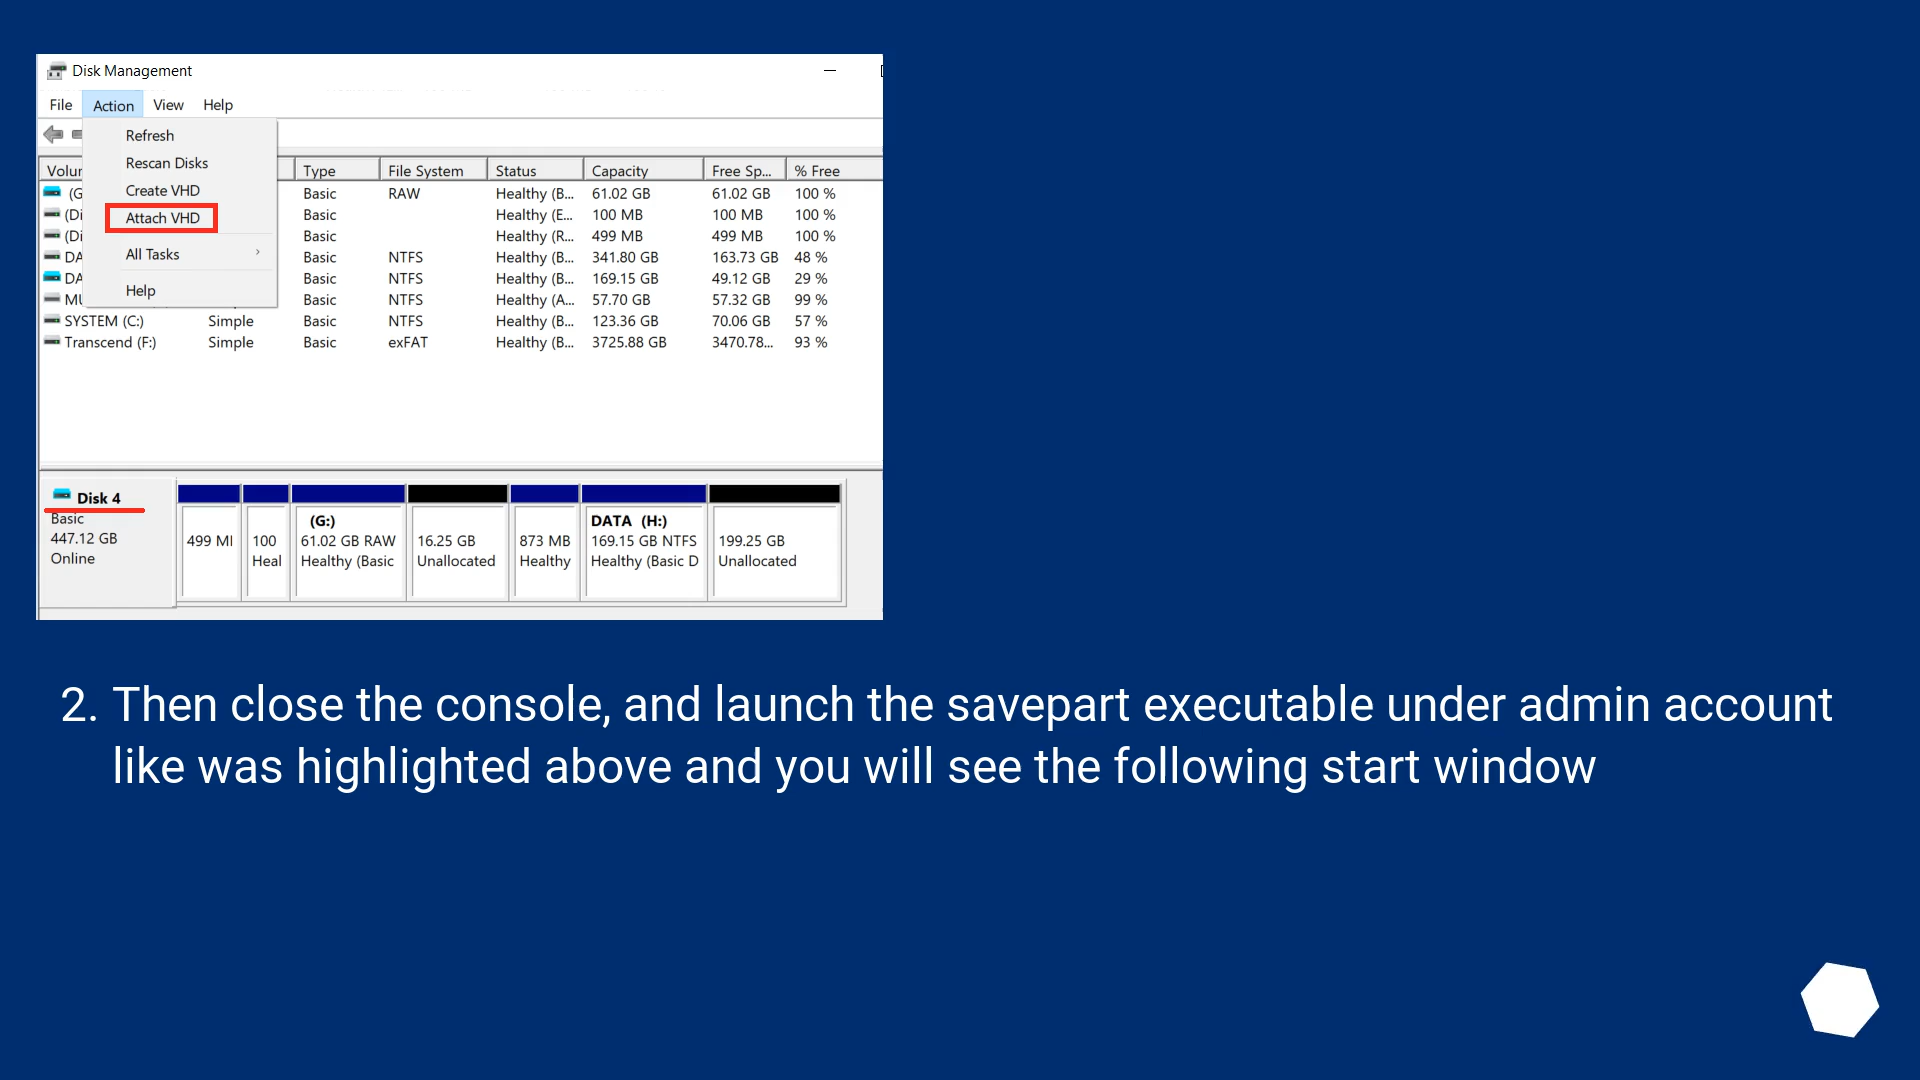 Disk Management
File Action View Help
Refresh
Rescan Disks
Create VHD
Attach VHD
All Tasks
Help
Type File System Status Capacity Free Sp... % Free
Basic RAW Healthy (B... 61.02 GB 61.02 GB 100 %
Basic Healthy (E... 100 MB 100 MB 100 %
Basic Healthy (R... 499 MB 499 MB 100 %
Basic NTFS Healthy (B... 341.80 GB 163.73 GB 48 %
Basic NTFS Healthy (B... 169.15 GB 49.12 GB 29 %
Basic NTFS Healthy (A... 57.70 GB 57.32 GB 99 %
SYSTEM (C:) Simple Basic NTFS Healthy (B... 123.36 GB 70.06 GB 57 %
Transcend (F:) Simple Basic exFAT Healthy (B... 3725.88 GB 3470.78... 93 %
Disk 4
Basic
447.12 GB
Online
499 MI
100
Heal
(G:)
61.02 GB RAW
Healthy (Basic
16.25 GB
Unallocated
873 MB
Healthy
DATA (H:)
169.15 GB NTFS
Healthy (Basic D
199.25 GB
Unallocated
2. Then close the console, and launch the savepart executable under admin account
like was highlighted above and you will see the following start window